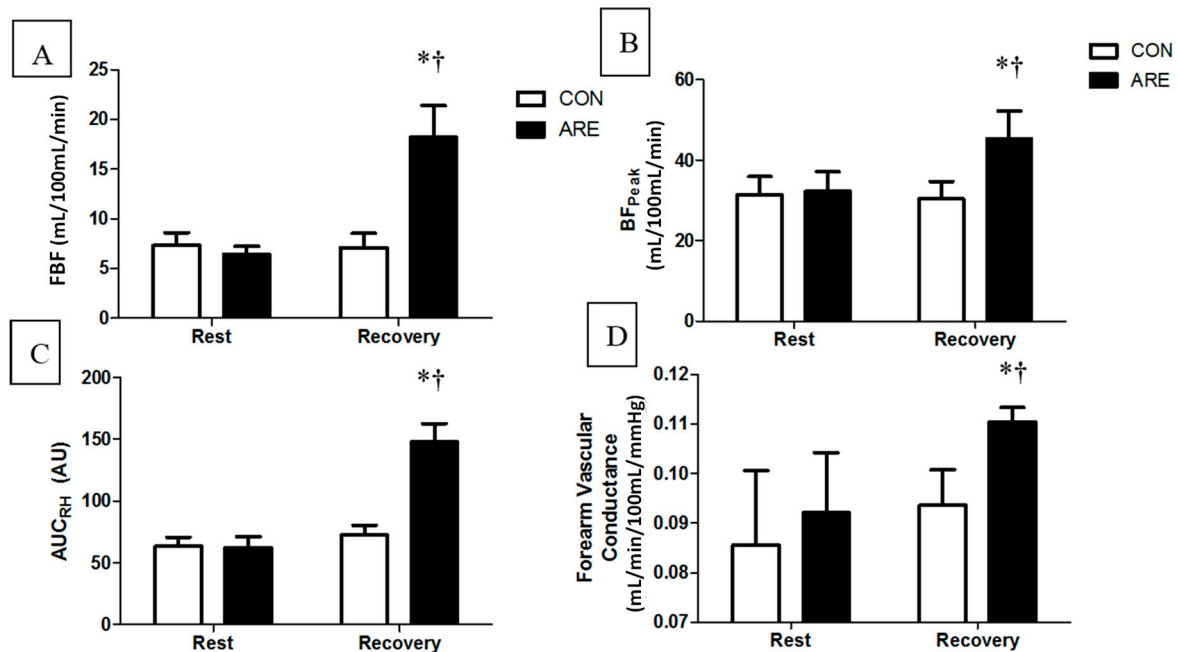 A
FBF (mL/100mL/min)
25
20
15
10
5
0
*†
CON
ARE
Rest
Recovery
B
BFPeak
(mL/100mL/min)
60
40
20
0
*†
CON
ARE
Rest
Recovery
C
AUCRH (AU)
200
150
100
50
0
*†
Rest
Recovery
D
Forearm Vascular
Conductance
(mL/min/100mL/mmHg)
0.12
0.11
0.10
0.09
0.08
0.07
*†
Rest
Recovery